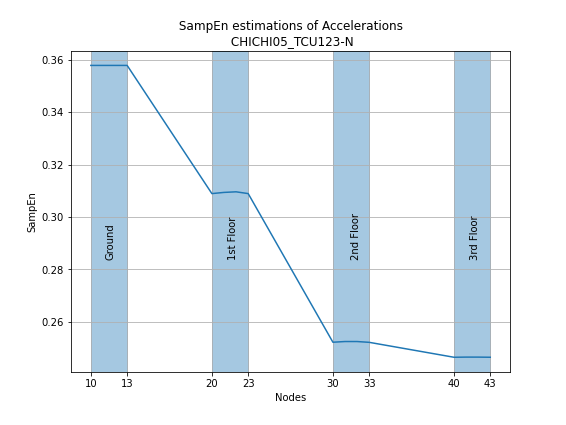 SampEn estimations of Accelerations
CHICHI05_TCU123-N
0.36
0.34
0.32
0.30
0.28
0.26
SampEn
Ground
1st Floor
2nd Floor
3rd Floor
10
13
20
23
30
33
40
43
Nodes